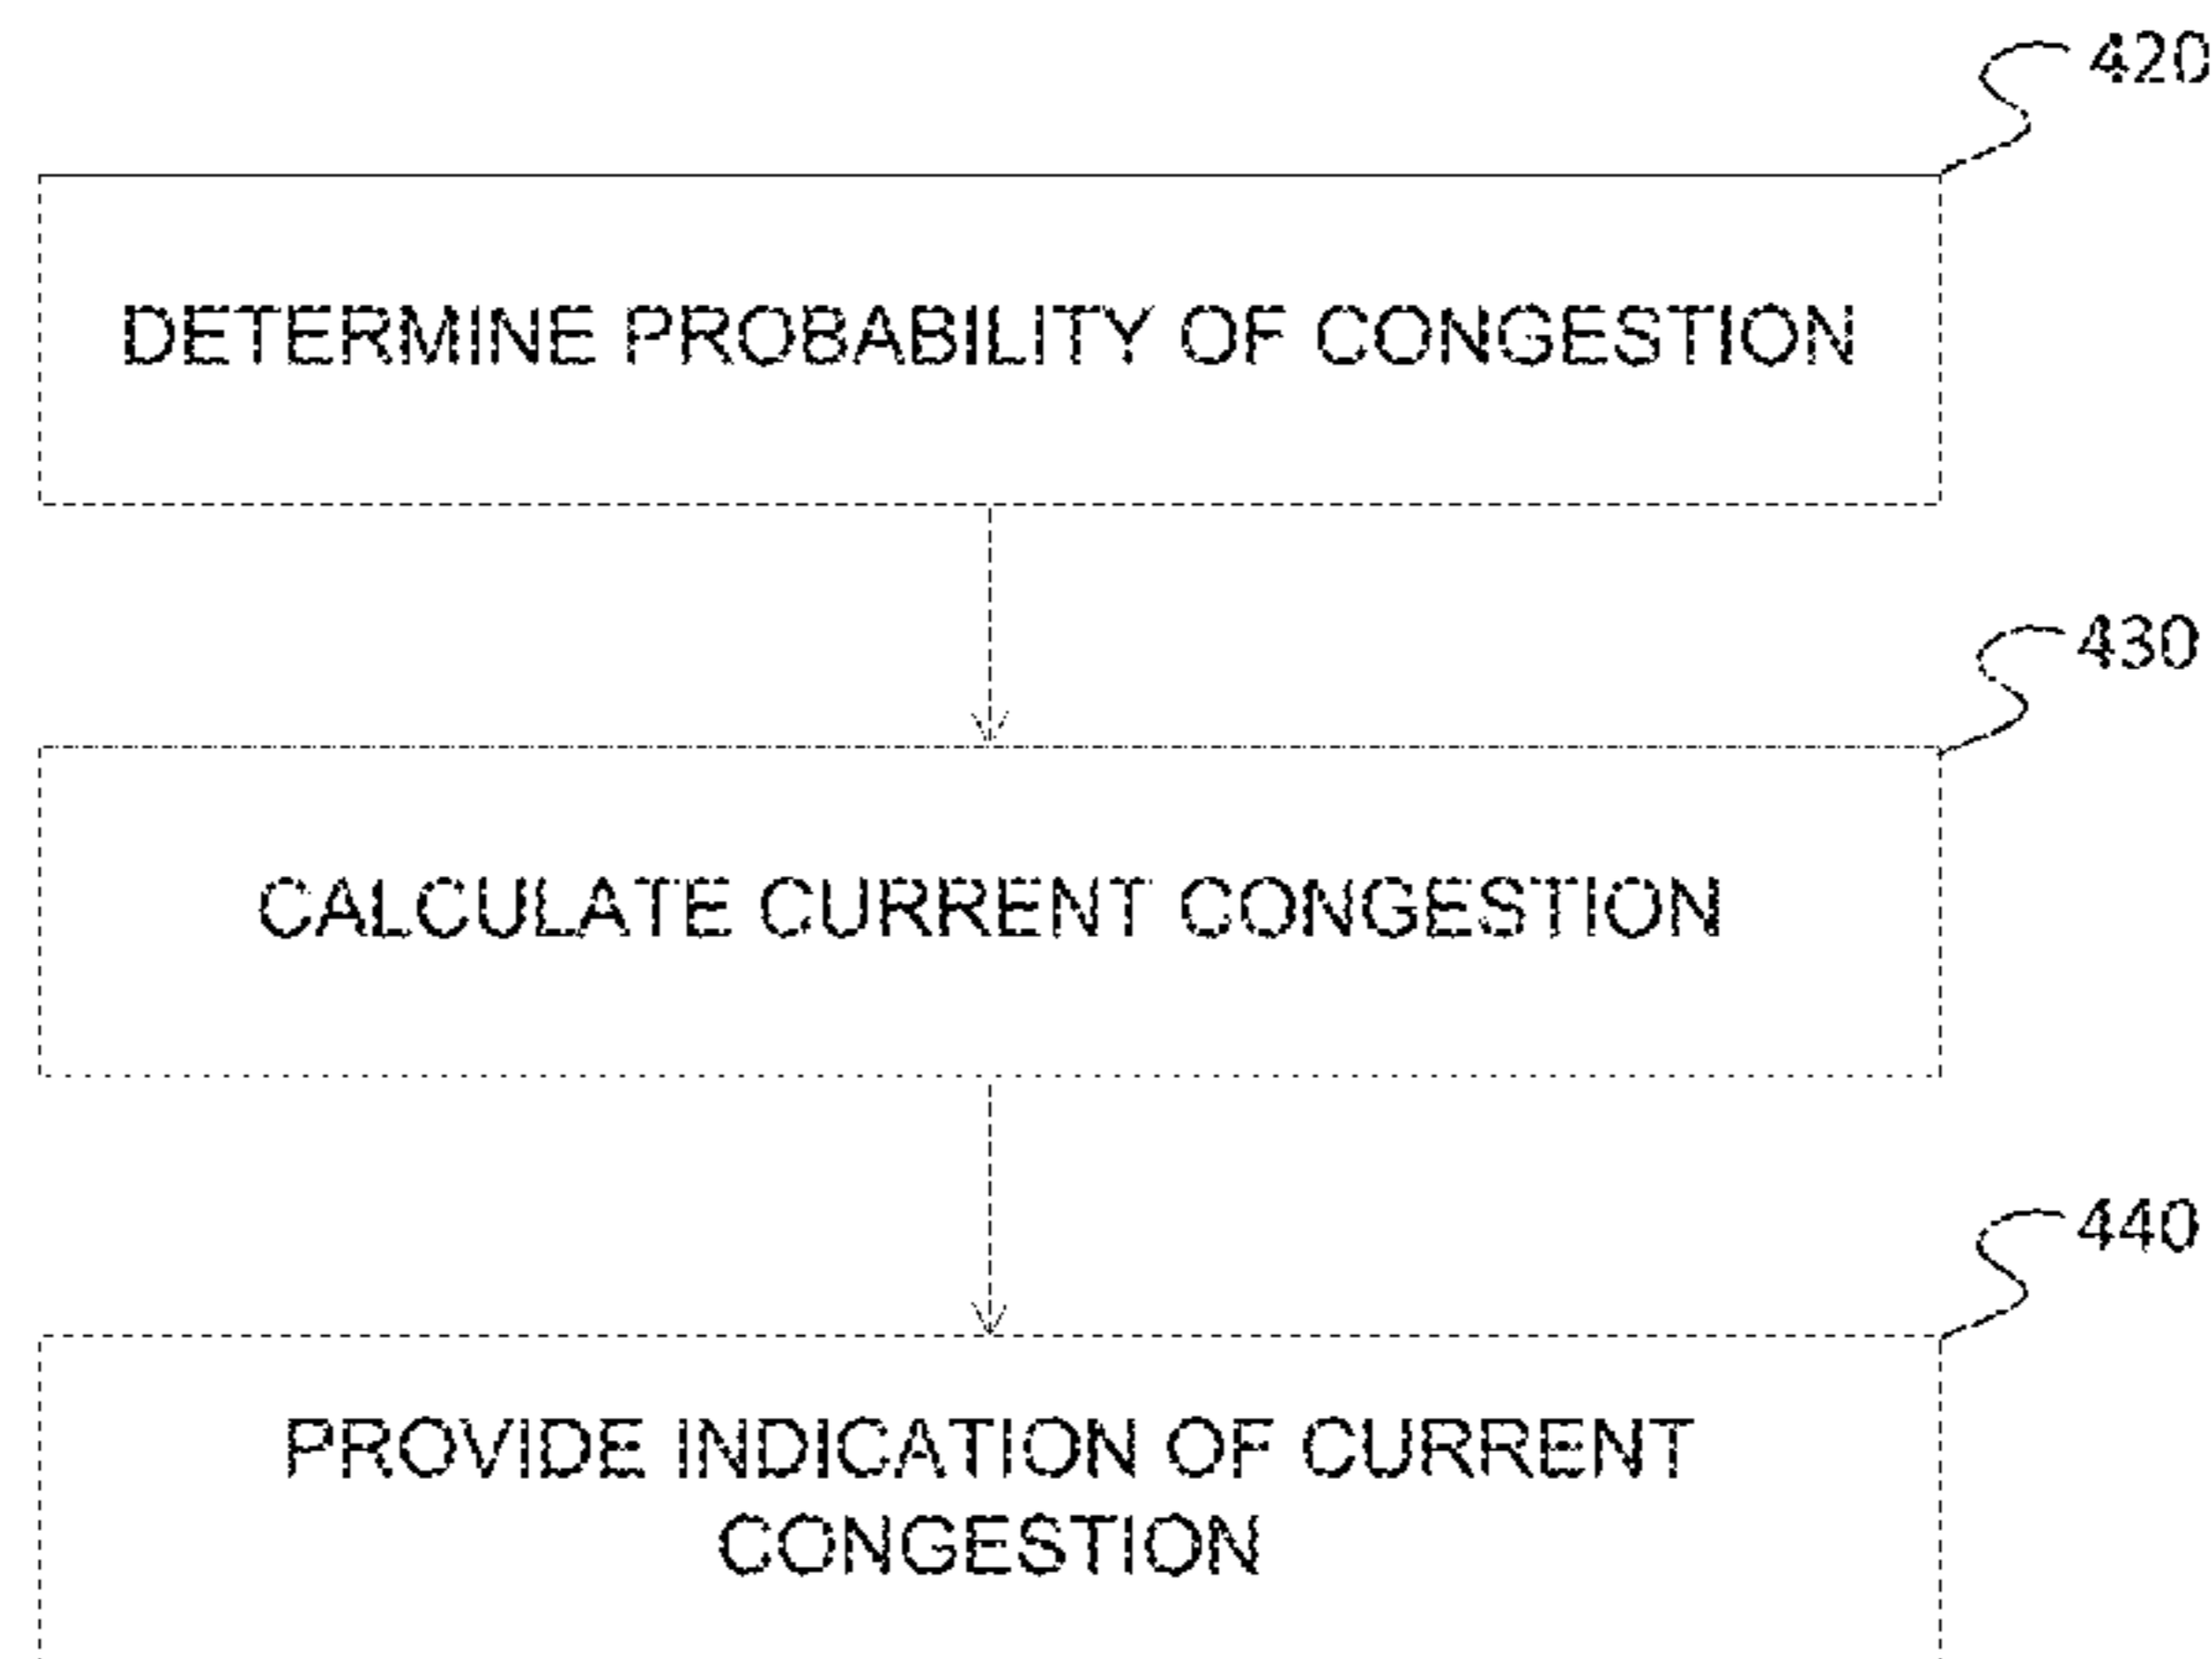 420
DETERMINE PROBABILITY OF CONGESTION
430
CALCULATE CURRENT CONGESTION
440
PROVIDE INDICATION OF CURRENT
CONGESTION